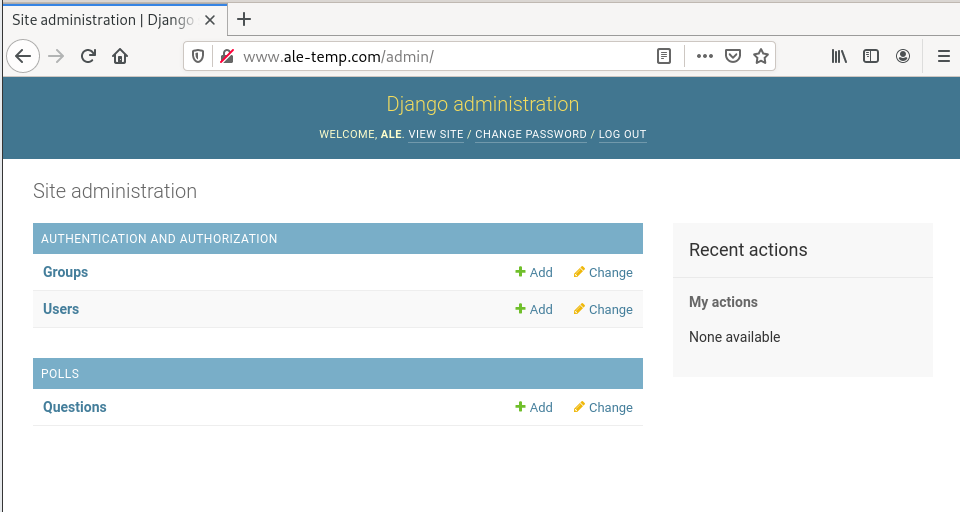 Site administration | Django
www.ale-temp.com/admin/
Django administration
WELCOME, ALE. VIEW SITE / CHANGE PASSWORD / LOG OUT
Site administration
AUTHENTICATION AND AUTHORIZATION
Groups Add Change
Users Add Change
POLLS
Questions Add Change
Recent actions
My actions
None available